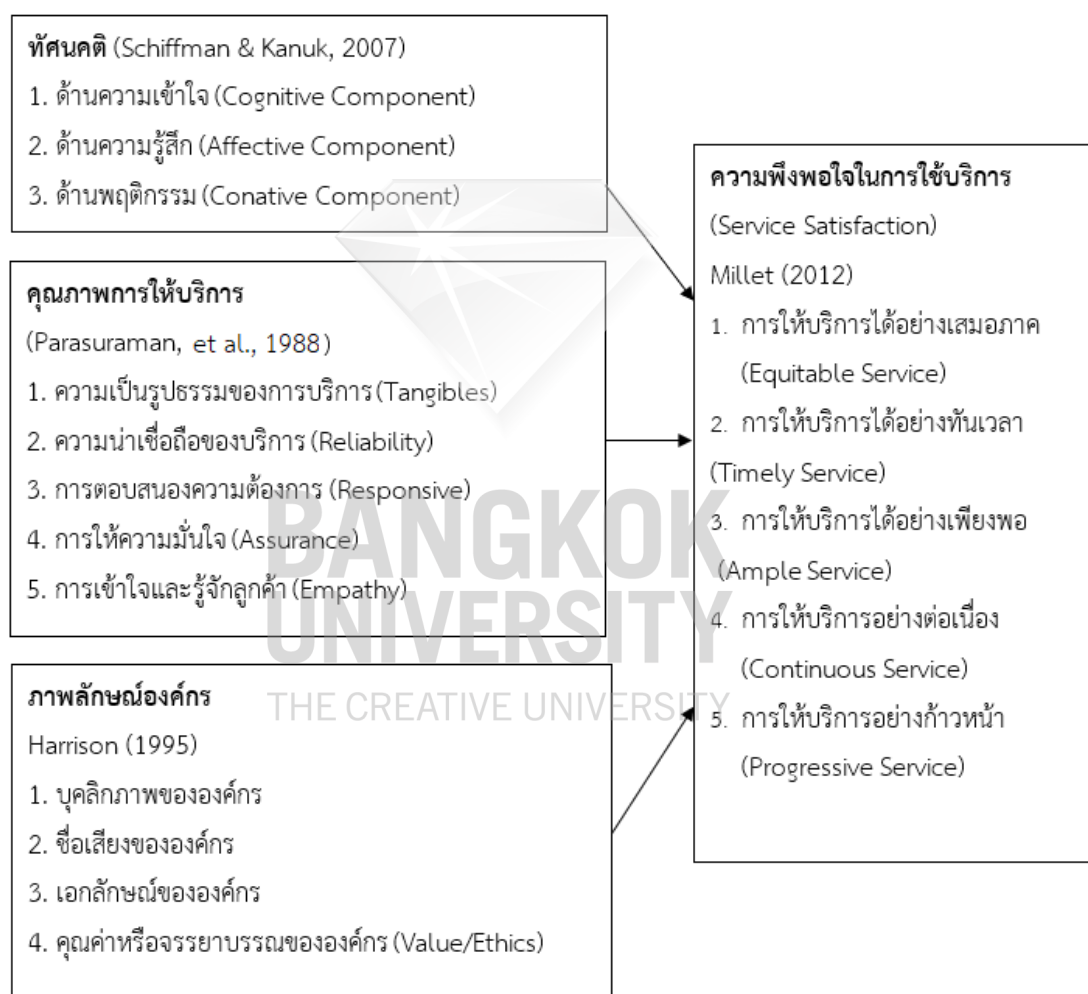 ทัศนคติ (Schiffman & Kanuk, 2007)
1. ด้านความเข้าใจ (Cognitive Component)
2. ด้านความรู้สึก (Affective Component)
3. ด้านพฤติกรรม (Conative Component)
คุณภาพการให้บริการ
(Parasuraman, et al., 1988)
1. ความเป็นรูปธรรมของการบริการ (Tangibles)
2. ความน่าเชื่อถือของบริการ (Reliability)
3. การตอบสนองความต้องการ (Responsive)
4. การให้ความมั่นใจ (Assurance)
5. การเข้าใจและรู้จักลูกค้า (Empathy)
ภาพลักษณ์องค์กร
Harrison (1995)
1. บุคลิกภาพขององค์กร
2. ชื่อเสียงขององค์กร
3. เอกลักษณ์ขององค์กร
4. คุณค่าหรือจรรยาบรรณขององค์กร (Value/Ethics)
ความพึงพอใจในการใช้บริการ
(Service Satisfaction)
Millet (2012)
1. การให้บริการได้อย่างเสมอภาค
(Equitable Service)
2. การให้บริการได้อย่างทันเวลา
(Timely Service)
3. การให้บริการได้อย่างเพียงพอ
(Ample Service)
4. การให้บริการอย่างต่อเนื่อง
(Continuous Service)
5. การให้บริการอย่างก้าวหน้า
(Progressive Service)
BANGKOK
UNIVERSITY
THE CREATIVE UNIVERSITY